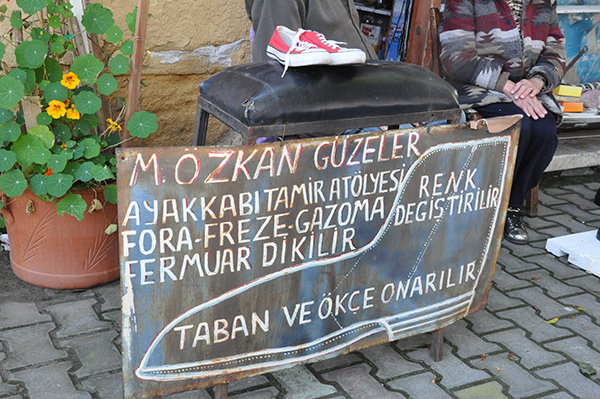 M. ÖZKAN GÜZELER
AYAKKABI TAMİR ATÖLYESİ
FORA-FREZE-GAZOMA
FERMUAR DİKİLİR
RENK
DEĞİŞTİRİLİR
TABAN VE ÖKÇE ONARILIR